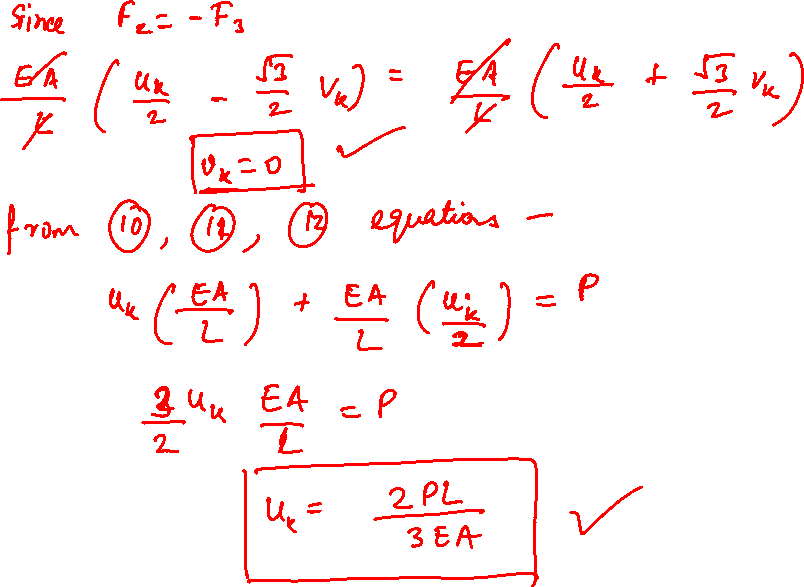 Since F₂ = - F₃
EA/L ( uₖ/2 - √3/2 vₖ ) = EA/L ( uₖ/2 + √3/2 vₖ )
vₖ = 0 ✓
from ⑩, ⑪, ⑫ equations —
uₖ ( EA/L ) + EA/L ( uₖ/2 ) = P
3/2 uₖ EA/L = P
uₖ = 2PL/3EA ✓